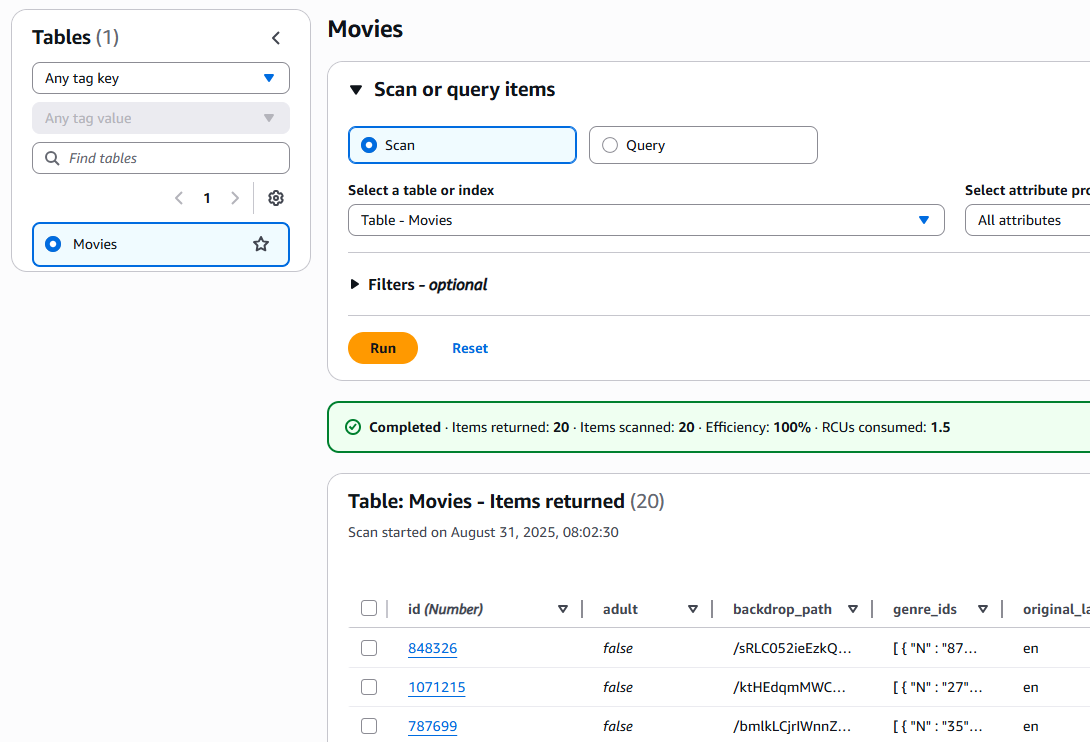 Tables (1)
Any tag key
Any tag value
Find tables
1
Movies
Movies
Scan or query items
Scan
Query
Select a table or index
Select attribute pro
Table - Movies
All attributes
Filters - optional
Run
Reset
Completed · Items returned: 20 · Items scanned: 20 · Efficiency: 100% · RCUs consumed: 1.5
Table: Movies - Items returned (20)
Scan started on August 31, 2025, 08:02:30
id (Number) adult backdrop_path genre_ids original_la
848326 false /sRLC052ieEzkQ... [ { "N" : "87... en
1071215 false /ktHEdqmMWC... [ { "N" : "27"... en
787699 false /bmlkLCjrIWnnZ... [ { "N" : "35"... en